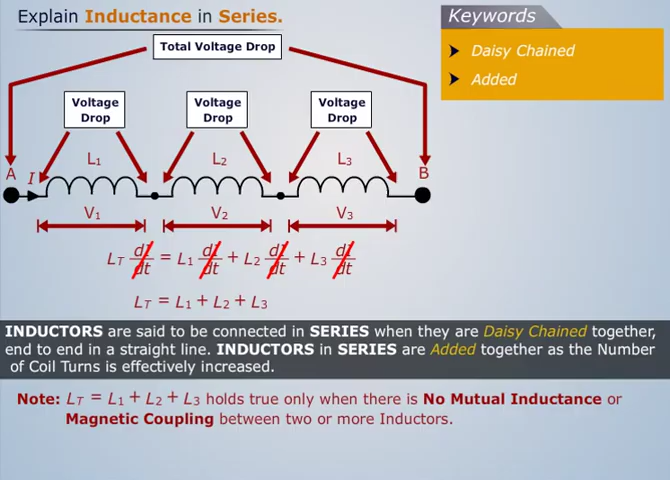 Explain Inductance in Series.
Keywords
➤ Daisy Chained
➤ Added
Total Voltage Drop
Voltage Drop
Voltage Drop
Voltage Drop
L₁ L₂ L₃
A I B
V₁ V₂ V₃
L_T dI/dt = L₁ dI/dt + L₂ dI/dt + L₃ dI/dt
L_T = L₁ + L₂ + L₃
INDUCTORS are said to be connected in SERIES when they are Daisy Chained together,
end to end in a straight line. INDUCTORS in SERIES are Added together as the Number
of Coil Turns is effectively increased.
Note: L_T = L₁ + L₂ + L₃ holds true only when there is No Mutual Inductance or
Magnetic Coupling between two or more Inductors.